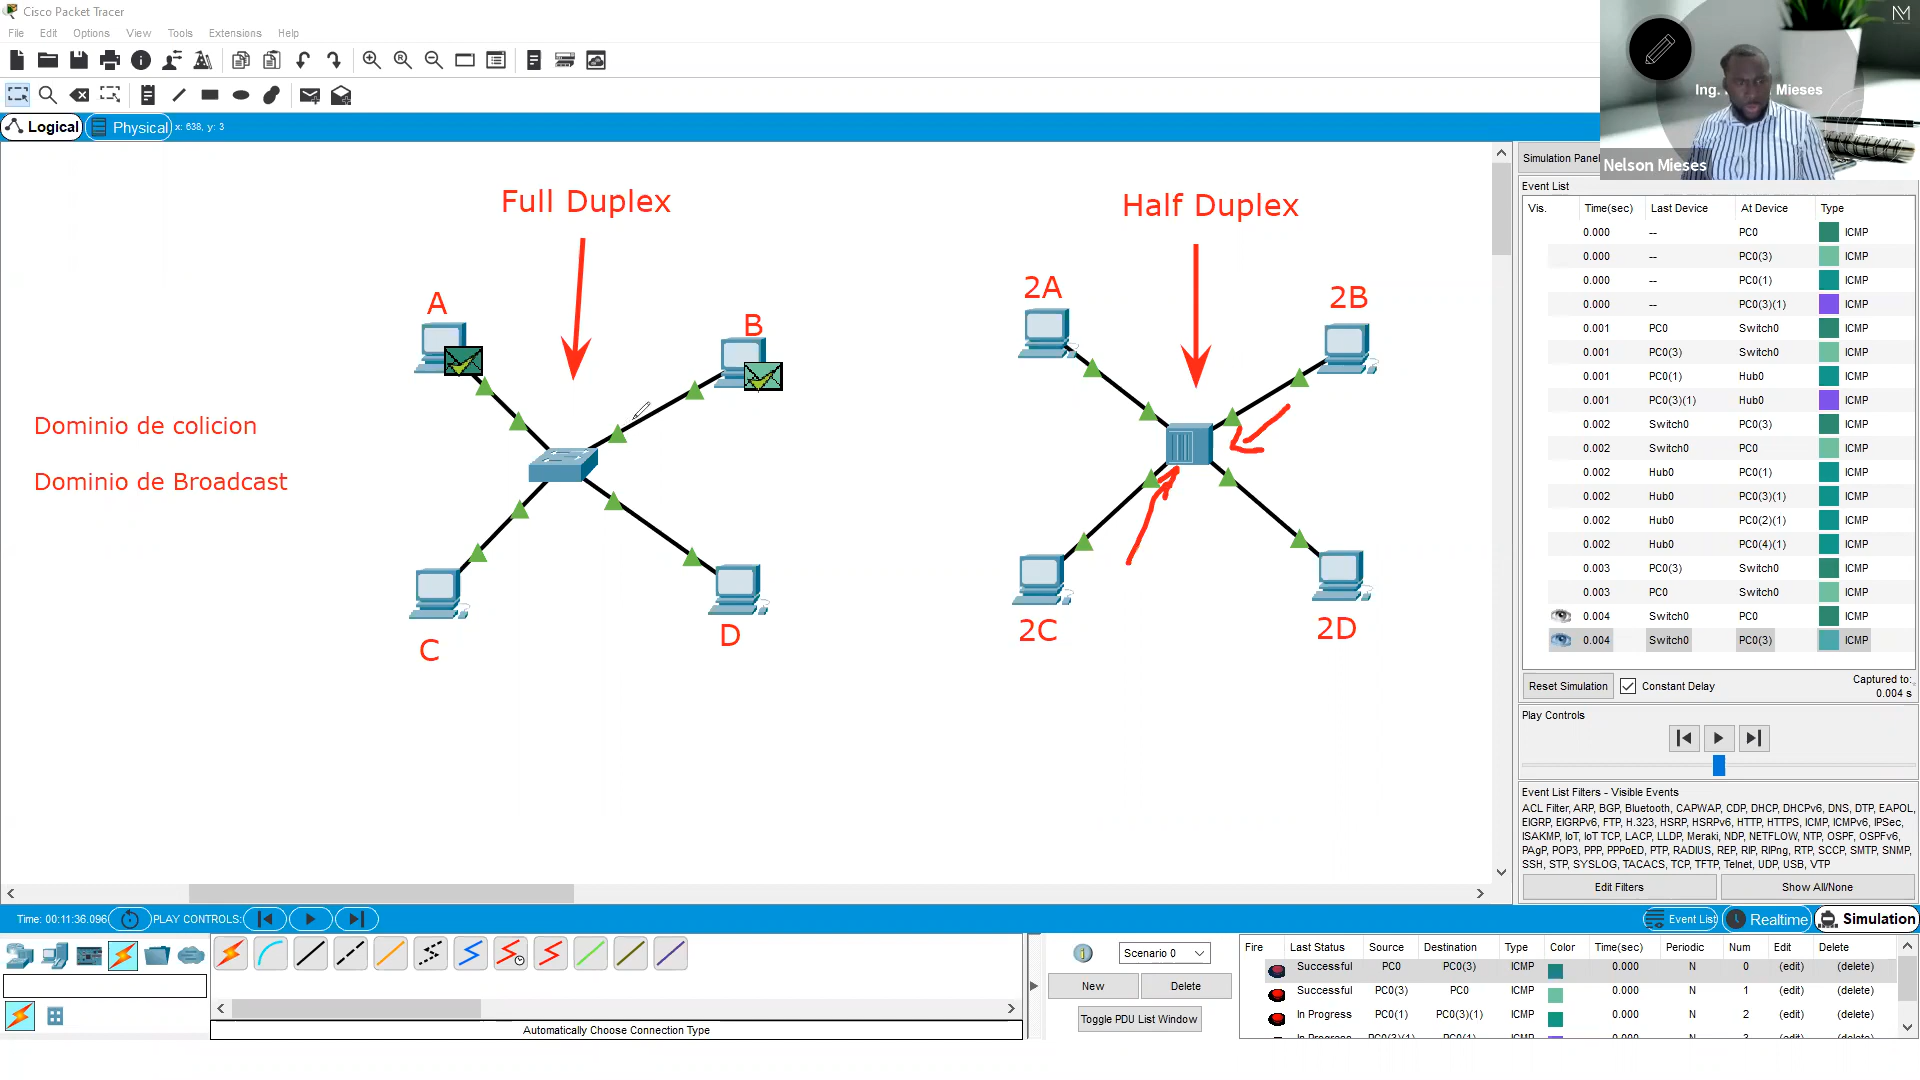 Cisco Packet Tracer
File Edit Options View Tools Extensions Help
Logical Physical x: 638, y: 3
Ing. Mieses
Nelson Mieses
Full Duplex
Half Duplex
A
B
C
D
2A
2B
2C
2D
Dominio de colicion
Dominio de Broadcast
Simulation Panel
Event List
Vis. Time(sec) Last Device At Device Type
0.000 -- PC0 ICMP
0.000 -- PC0(3) ICMP
0.000 -- PC0(1) ICMP
0.000 -- PC0(3)(1) ICMP
0.001 PC0 Switch0 ICMP
0.001 PC0(3) Switch0 ICMP
0.001 PC0(1) Hub0 ICMP
0.001 PC0(3)(1) Hub0 ICMP
0.002 Switch0 PC0(3) ICMP
0.002 Switch0 PC0 ICMP
0.002 Hub0 PC0(1) ICMP
0.002 Hub0 PC0(3)(1) ICMP
0.002 Hub0 PC0(2)(1) ICMP
0.002 Hub0 PC0(4)(1) ICMP
0.003 PC0(3) Switch0 ICMP
0.003 PC0 Switch0 ICMP
0.004 Switch0 PC0 ICMP
0.004 Switch0 PC0(3) ICMP
Reset Simulation Constant Delay Captured to:
0.004 s
Play Controls
Event List Filters - Visible Events
ACL Filter, ARP, BGP, Bluetooth, CAPWAP, CDP, DHCP, DHCPv6, DNS, DTP, EAPOL,
EIGRP, EIGRPv6, FTP, H.323, HSRP, HSRPv6, HTTP, HTTPS, ICMP, ICMPv6, IPSec,
ISAKMP, IoT, IoT TCP, LACP, LLDP, Meraki, NDP, NETFLOW, NTP, OSPF, OSPFv6,
PAgP, POP3, PPP, PPPoED, PTP, RADIUS, REP, RIP, RIPng, RTP, SCCP, SMTP, SNMP,
SSH, STP, SYSLOG, TACACS, TCP, TFTP, Telnet, UDP, USB, VTP
Edit Filters Show All/None
Time: 00:11:36.096 PLAY CONTROLS:
Event List Realtime Simulation
Scenario 0
New Delete
Toggle PDU List Window
Automatically Choose Connection Type
Fire Last Status Source Destination Type Color Time(sec) Periodic Num Edit Delete
Successful PC0 PC0(3) ICMP 0.000 N 0 (edit) (delete)
Successful PC0(3) PC0 ICMP 0.000 N 1 (edit) (delete)
In Progress PC0(1) PC0(3)(1) ICMP 0.000 N 2 (edit) (delete)